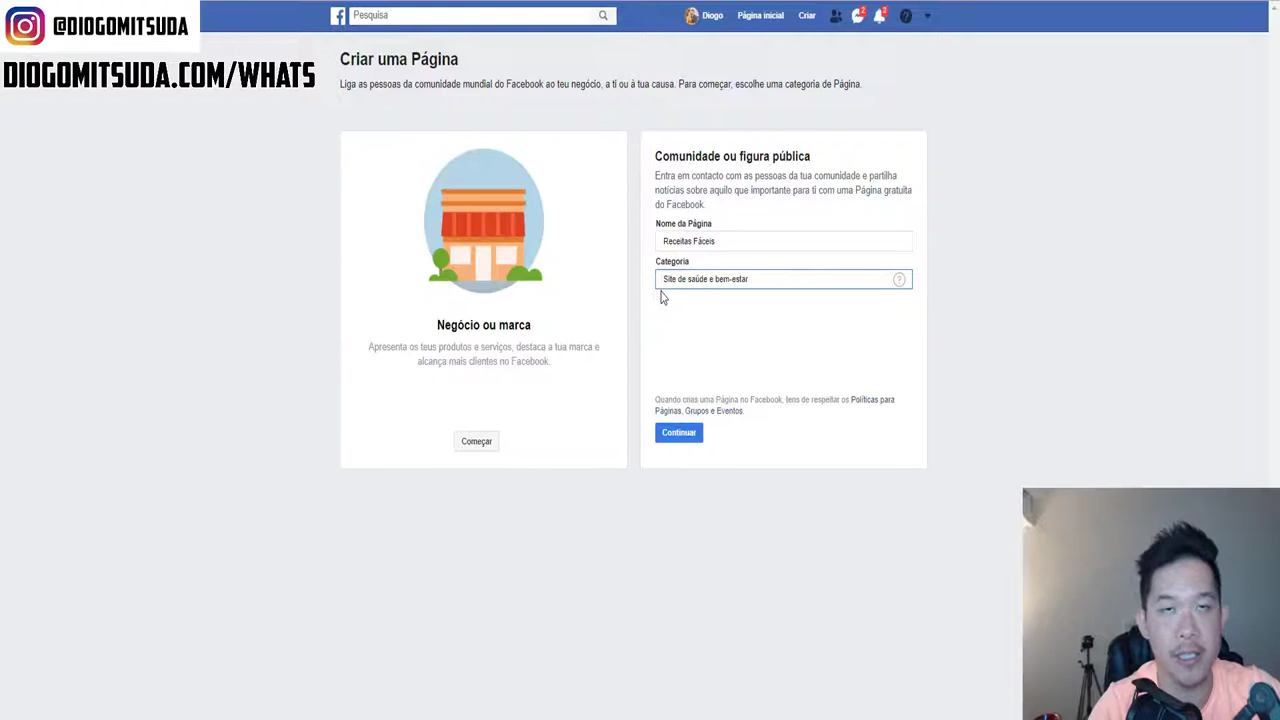 @DIOGOMITSUDA
DIOGOMITSUDA.COM/WHATS
Pesquisa
Diogo
Página inicial
Criar
2
2
Criar uma Página
Liga as pessoas da comunidade mundial do Facebook ao teu negócio, a ti ou à tua causa. Para começar, escolhe uma categoria de Página.
Negócio ou marca
Apresenta os teus produtos e serviços, destaca a tua marca e
alcança mais clientes no Facebook.
Começar
Comunidade ou figura pública
Entra em contacto com as pessoas da tua comunidade e partilha
notícias sobre aquilo que importante para ti com uma Página gratuita
do Facebook.
Nome da Página
Receitas Fáceis
Categoria
Site de saúde e bem-estar
Quando crias uma Página no Facebook, tens de respeitar os Políticas para
Páginas, Grupos e Eventos.
Continuar